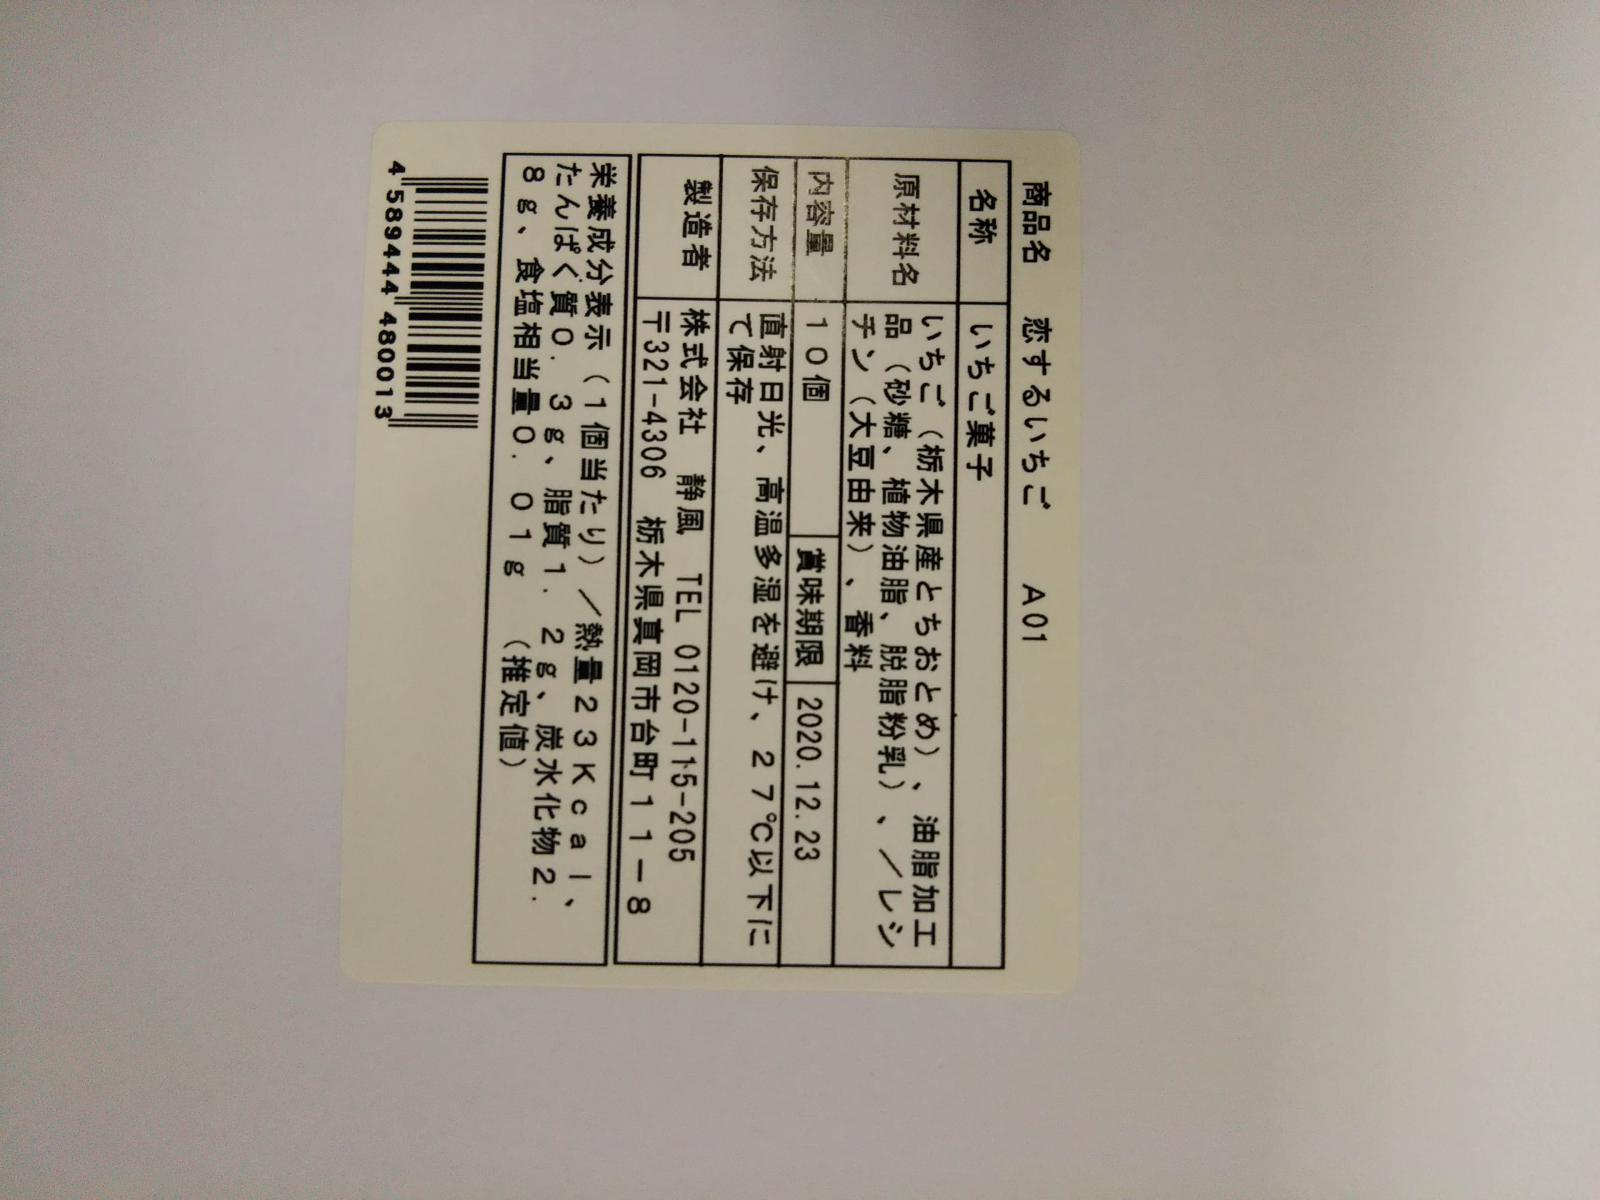 商品名 恋するいちご A01
名称 いちご菓子
原材料名 いちご(栃木県産とちおとめ)、油脂加工
品(砂糖、植物油脂、脱脂粉乳)、/レシ
チン(大豆由来)、香料
内容量 10個 賞味期限 2020.12.23
保存方法 直射日光、高温多湿を避け、27℃以下に
て保存
製造者 株式会社 静風 TEL 0120-115-205
〒321-4306 栃木県真岡市台町11-8
栄養成分表示(1個当たり)/熱量23Kcal、
たんぱく質0.3g、脂質1.2g、炭水化物2.
8g、食塩相当量0.01g (推定値)
4 589444 480013